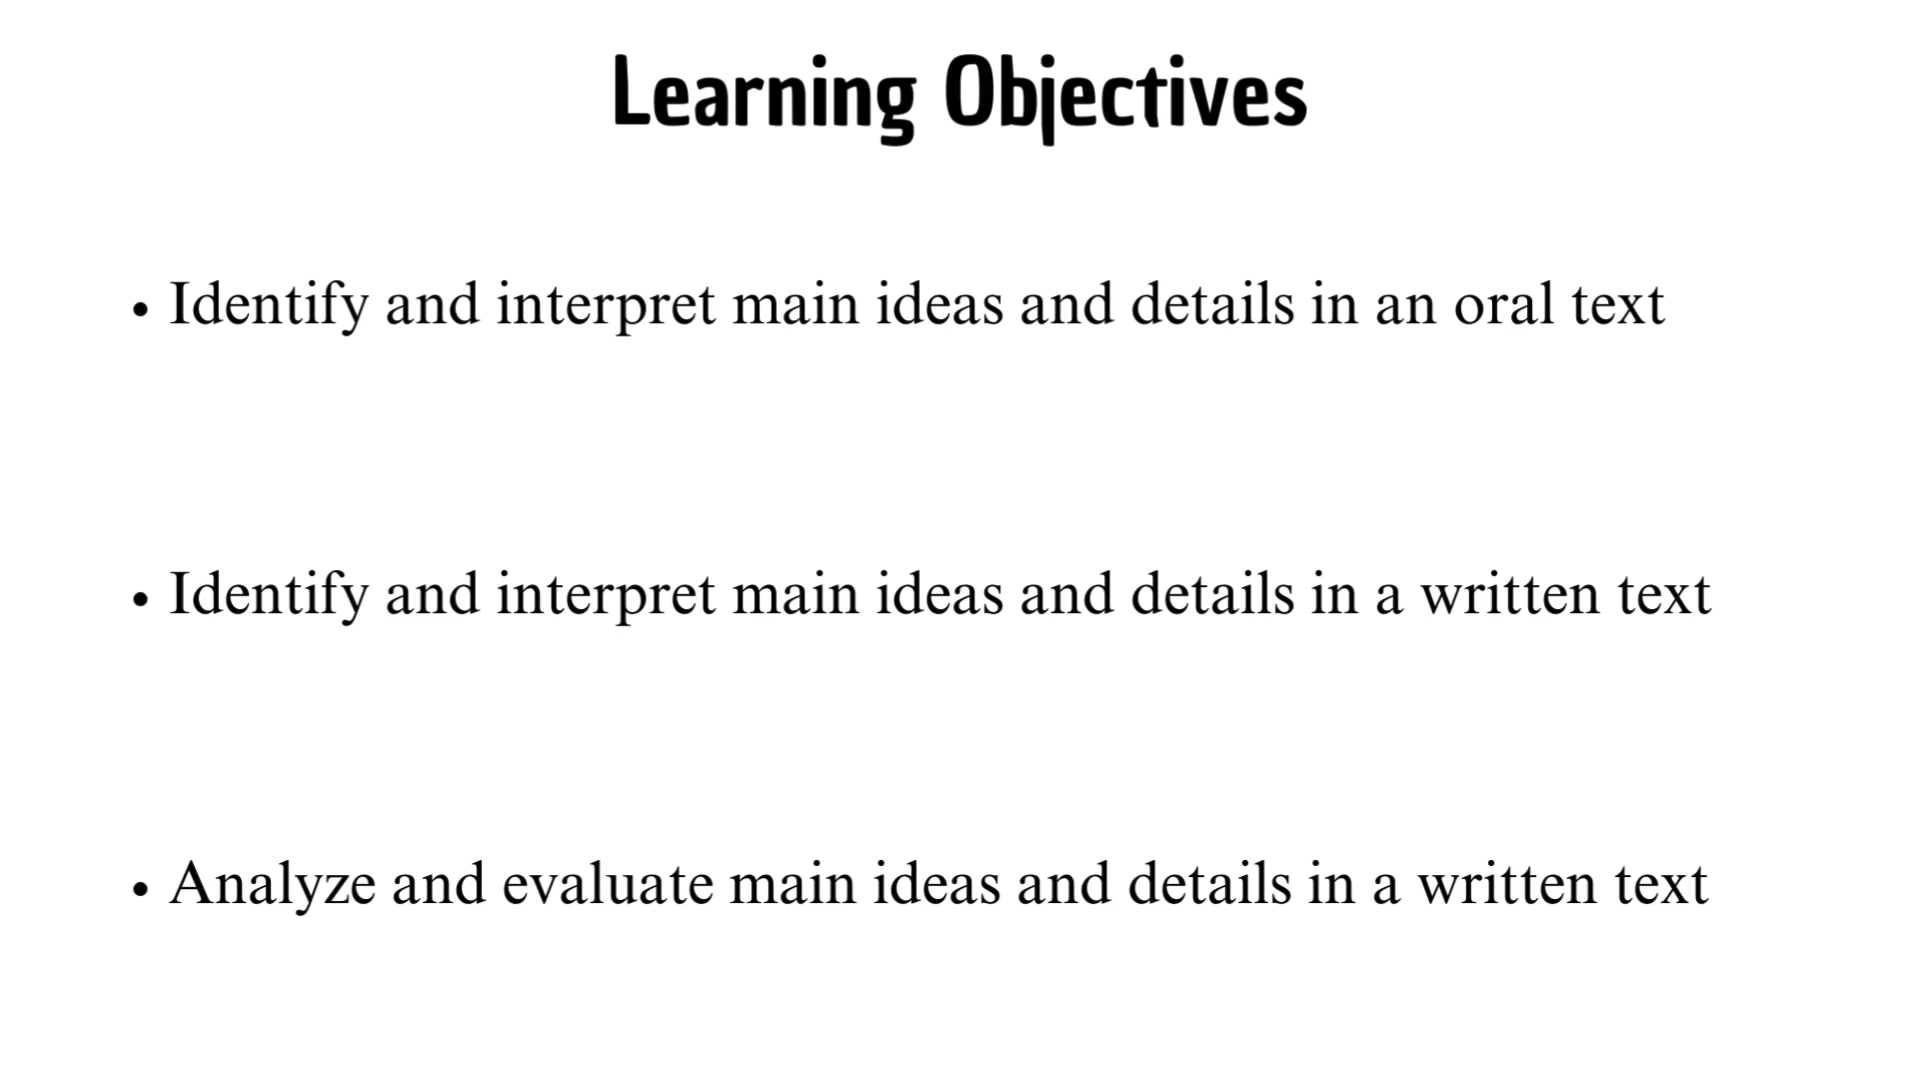 Learning Objectives
• Identify and interpret main ideas and details in an oral text
• Identify and interpret main ideas and details in a written text
• Analyze and evaluate main ideas and details in a written text